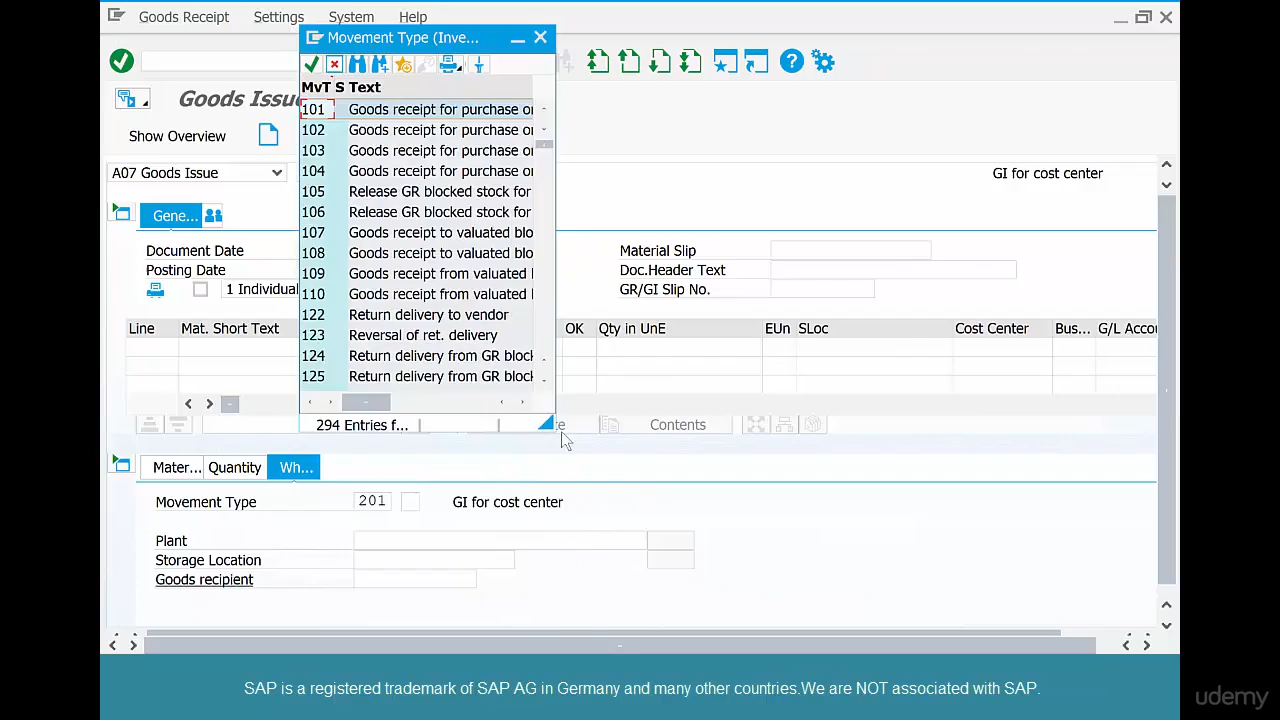 Goods Receipt Settings System Help
Movement Type (Inve...
Goods Issu
Show Overview
MvT S Text
101 Goods receipt for purchase or
102 Goods receipt for purchase or
103 Goods receipt for purchase or
104 Goods receipt for purchase or
105 Release GR blocked stock for
106 Release GR blocked stock for
107 Goods receipt to valuated blo
108 Goods receipt to valuated blo
109 Goods receipt from valuated
110 Goods receipt from valuated
122 Return delivery to vendor
123 Reversal of ret. delivery
124 Return delivery from GR block
125 Return delivery from GR block
294 Entries f...
A07 Goods Issue
GI for cost center
Gene...
Document Date
Posting Date
1 Individual
Material Slip
Doc.Header Text
GR/GI Slip No.
Line Mat. Short Text OK Qty in UnE EUn SLoc Cost Center Bus... G/L Accou
Contents
Mater... Quantity Wh...
Movement Type 201 GI for cost center
Plant
Storage Location
Goods recipient
SAP is a registered trademark of SAP AG in Germany and many other countries.We are NOT associated with SAP.
udemy